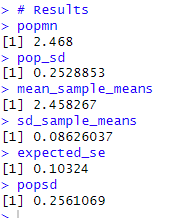 > # Results
> popmn
[1] 2.468
> pop_sd
[1] 0.2528853
> mean_sample_means
[1] 2.458267
> sd_sample_means
[1] 0.08626037
> expected_se
[1] 0.10324
> popsd
[1] 0.2561069
>